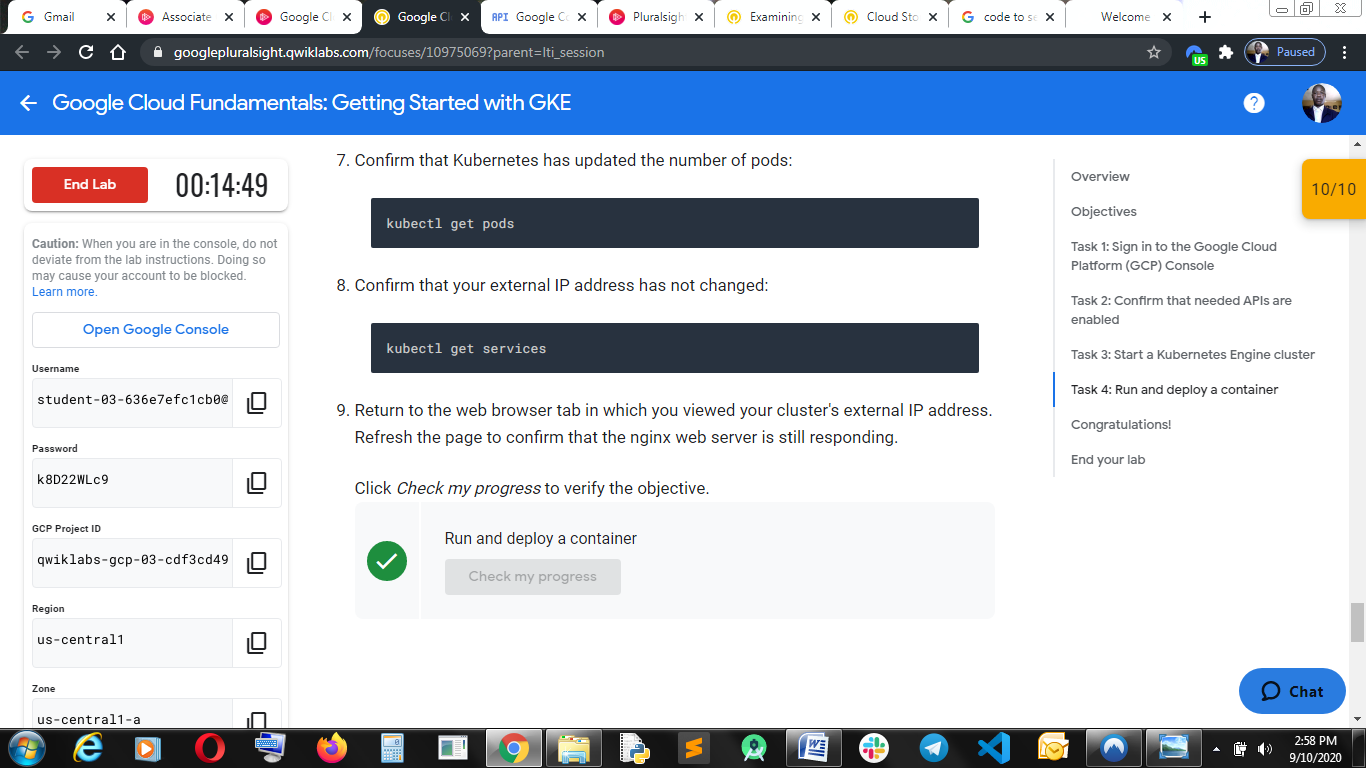 Gmail
Associate
Google Cl
Google Cl
API Google Co
Pluralsigh
Examining
Cloud Sto
code to se
Welcome
googlepluralsight.qwiklabs.com/focuses/10975069?parent=lti_session
US
Paused
Google Cloud Fundamentals: Getting Started with GKE
?
End Lab
00:14:49
Caution: When you are in the console, do not
deviate from the lab instructions. Doing so
may cause your account to be blocked.
Learn more.
Open Google Console
Username
student-03-636e7efc1cb0@
Password
k8D22WLc9
GCP Project ID
qwiklabs-gcp-03-cdf3cd49
Region
us-central1
Zone
us-central1-a
7. Confirm that Kubernetes has updated the number of pods:
kubectl get pods
8. Confirm that your external IP address has not changed:
kubectl get services
9. Return to the web browser tab in which you viewed your cluster's external IP address.
Refresh the page to confirm that the nginx web server is still responding.
Click Check my progress to verify the objective.
Run and deploy a container
Check my progress
Overview
Objectives
Task 1: Sign in to the Google Cloud
Platform (GCP) Console
Task 2: Confirm that needed APIs are
enabled
Task 3: Start a Kubernetes Engine cluster
Task 4: Run and deploy a container
Congratulations!
End your lab
10/10
Chat
2:58 PM
9/10/2020